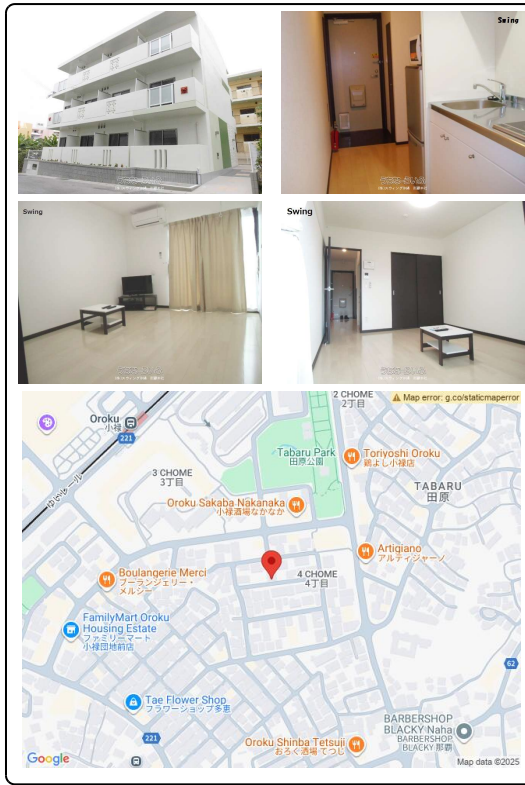 Swing
Swing
Swing
2 CHOME
2丁目
Map error: g.co/staticmaperror
Oroku
小禄
221
Tabaru Park
田原公園
Toriyoshi Oroku
鶏よし小禄店
3 CHOME
3丁目
TABARU
田原
ゆいレール
Oroku Sakaba Nakanaka
小禄酒場なかなか
Artigiano
アルティジャーノ
Boulangerie Merci
ブーランジェリー・
メルシー
4 CHOME
4丁目
FamilyMart Oroku
Housing Estate
ファミリーマート
小禄団地前店
62
Tae Flower Shop
フラワーショップ多恵
BARBERSHOP
BLACKY Naha
BARBERSHOP
BLACKY 那覇
221
Oroku Shinba Tetsuji
おろく酒場 てつじ
Google
Map data ©2025